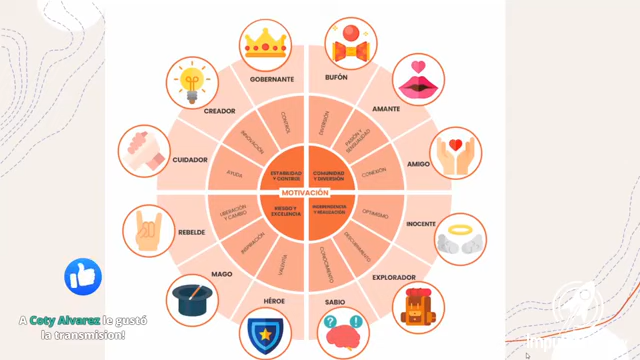 GOBERNANTE
BUFÓN
CREADOR
AMANTE
CUIDADOR
AMIGO
REBELDE
INOCENTE
MAGO
EXPLORADOR
HÉROE
SABIO
CONTROL
DIVERSIÓN
INNOVACIÓN
PASIÓN Y
SENSUALIDAD
AYUDA
CONEXIÓN
LIBERACIÓN
Y CAMBIO
OPTIMISMO
INSPIRACIÓN
DESCUBRIMIENTO
VALENTÍA
CONOCIMIENTO
ESTABILIDAD
Y CONTROL
COMUNIDAD
Y DIVERSIÓN
MOTIVACIÓN
RIESGO Y
EXCELENCIA
INDEPENDENCIA
Y REALIZACIÓN
A Coty Alvarez le gustó
la transmision!